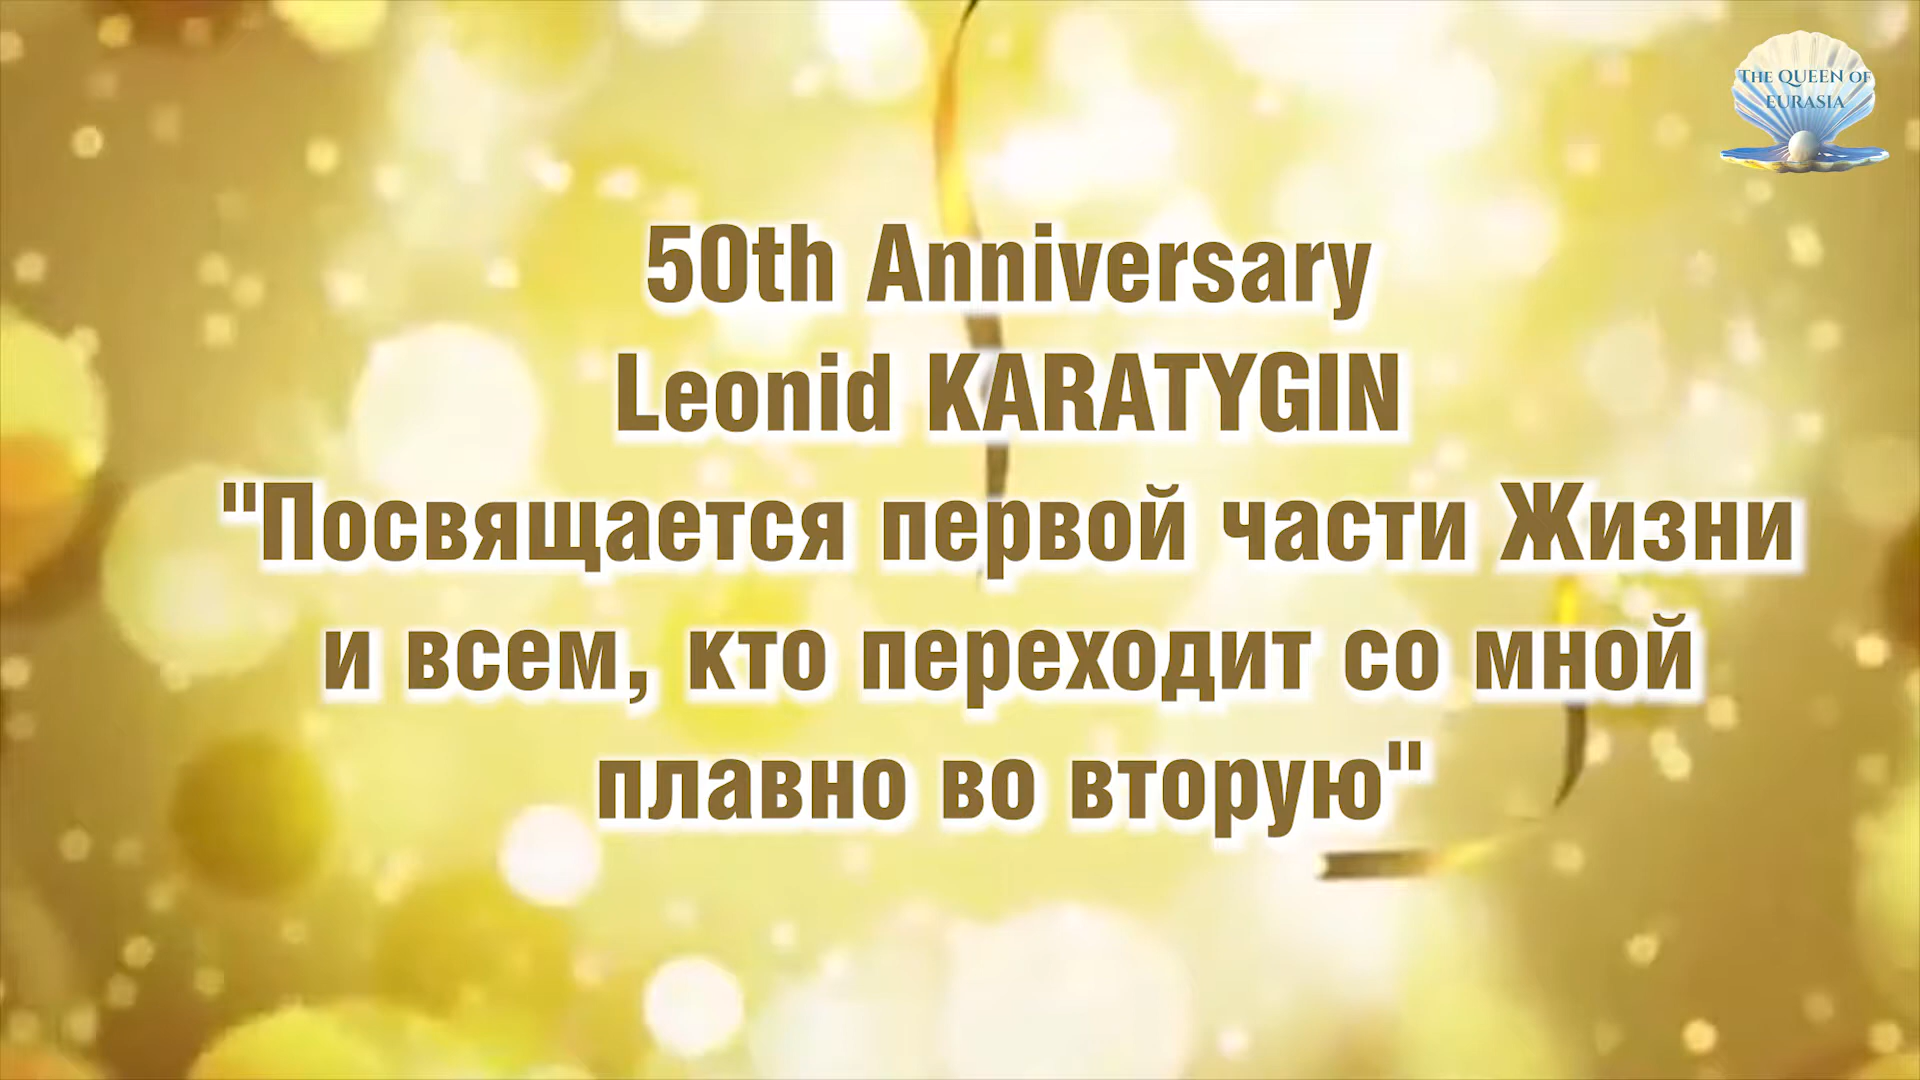 THE QUEEN OF
EURASIA
50th Anniversary
Leonid KARATYGIN
"Посвящается первой части Жизни
и всем, кто переходит со мной
плавно во вторую"